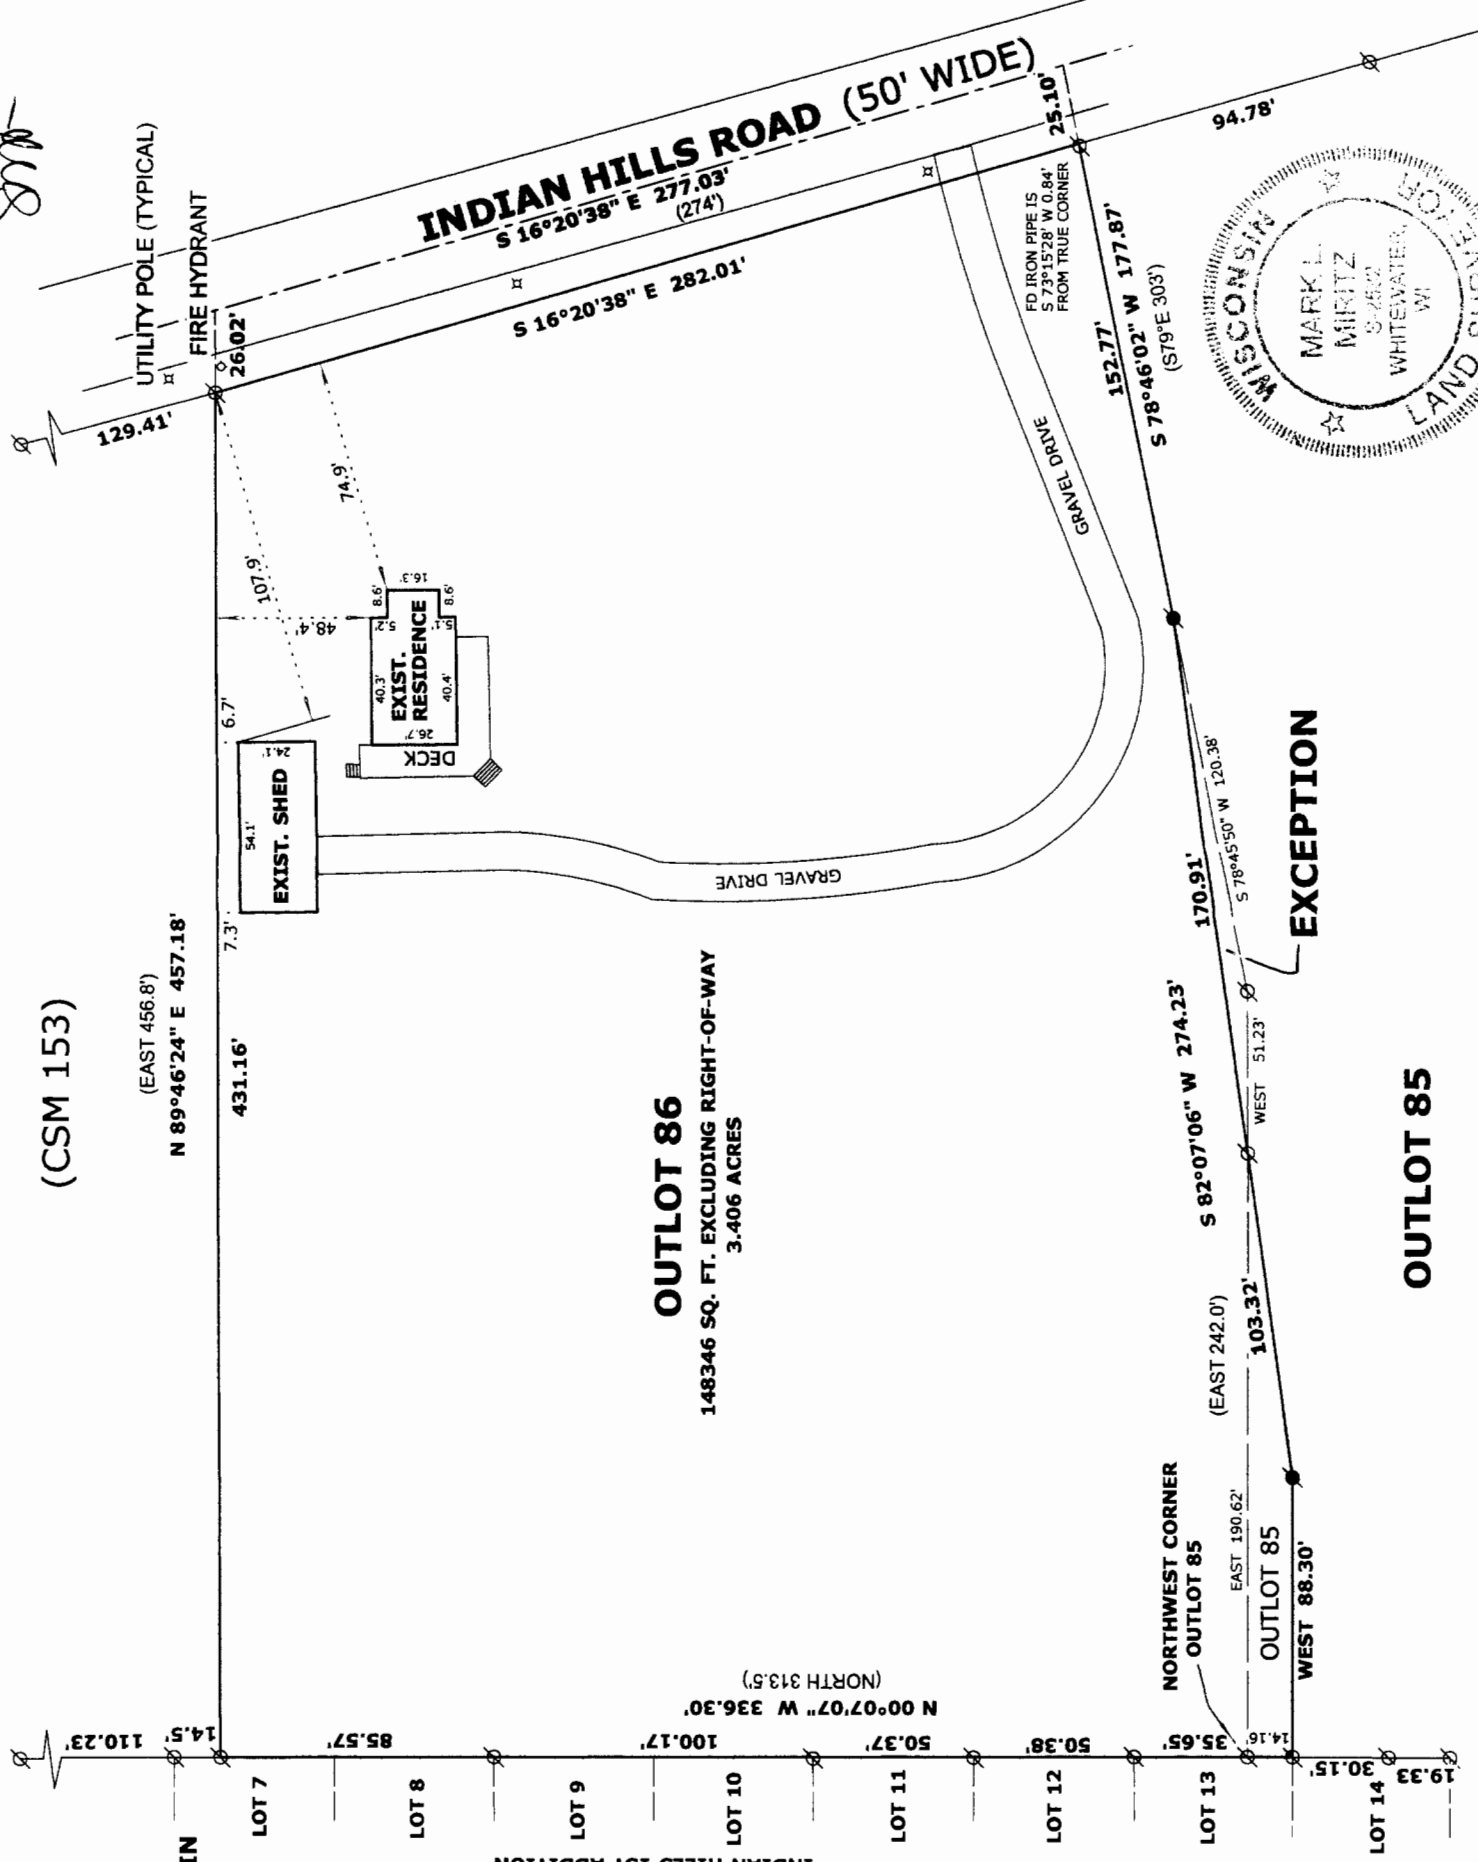 (CSM 153)
(EAST 456.8')
N 89°46'24" E 457.18'
431.16'
UTILITY POLE (TYPICAL)
FIRE HYDRANT
26.02'
129.41'
INDIAN HILLS ROAD (50' WIDE)
S 16°20'38" E 277.03'
(274')
S 16°20'38" E 282.01'
25.10'
94.78'
FD IRON PIPE IS
S 73°15'28' W 0.84'
FROM TRUE CORNER
152.77'
S 78°46'02" W 177.87'
(S79°E 303')
WISCONSIN
MARK L.
MIRITZ
S-2582
WHITEWATER,
WI
LAND
107.9'
74.9'
48.4'
6.7'
7.3'
24.1'
54.1'
EXIST. SHED
8.6'
16.3'
8.6'
5.2'
5.1'
40.3'
EXIST.
RESIDENCE
40.4'
26.7'
DECK
GRAVEL DRIVE
GRAVEL DRIVE
OUTLOT 86
148346 SQ. FT. EXCLUDING RIGHT-OF-WAY
3.406 ACRES
170.91'
S 78°45'50" W 120.38'
EXCEPTION
S 82°07'06" W 274.23'
WEST 51.23'
(EAST 242.0')
103.32'
OUTLOT 85
NORTHWEST CORNER
OUTLOT 85
EAST 190.62'
OUTLOT 85
WEST 88.30'
(NORTH 313.5')
N 00°07'07" W 336.30'
110.23'
14.5'
85.57'
100.17'
50.37'
50.38'
35.65'
14.16'
30.15'
19.33
LOT 7
LOT 8
LOT 9
LOT 10
LOT 11
LOT 12
LOT 13
LOT 14
IN
INDIAN HILLS 1ST ADDITION